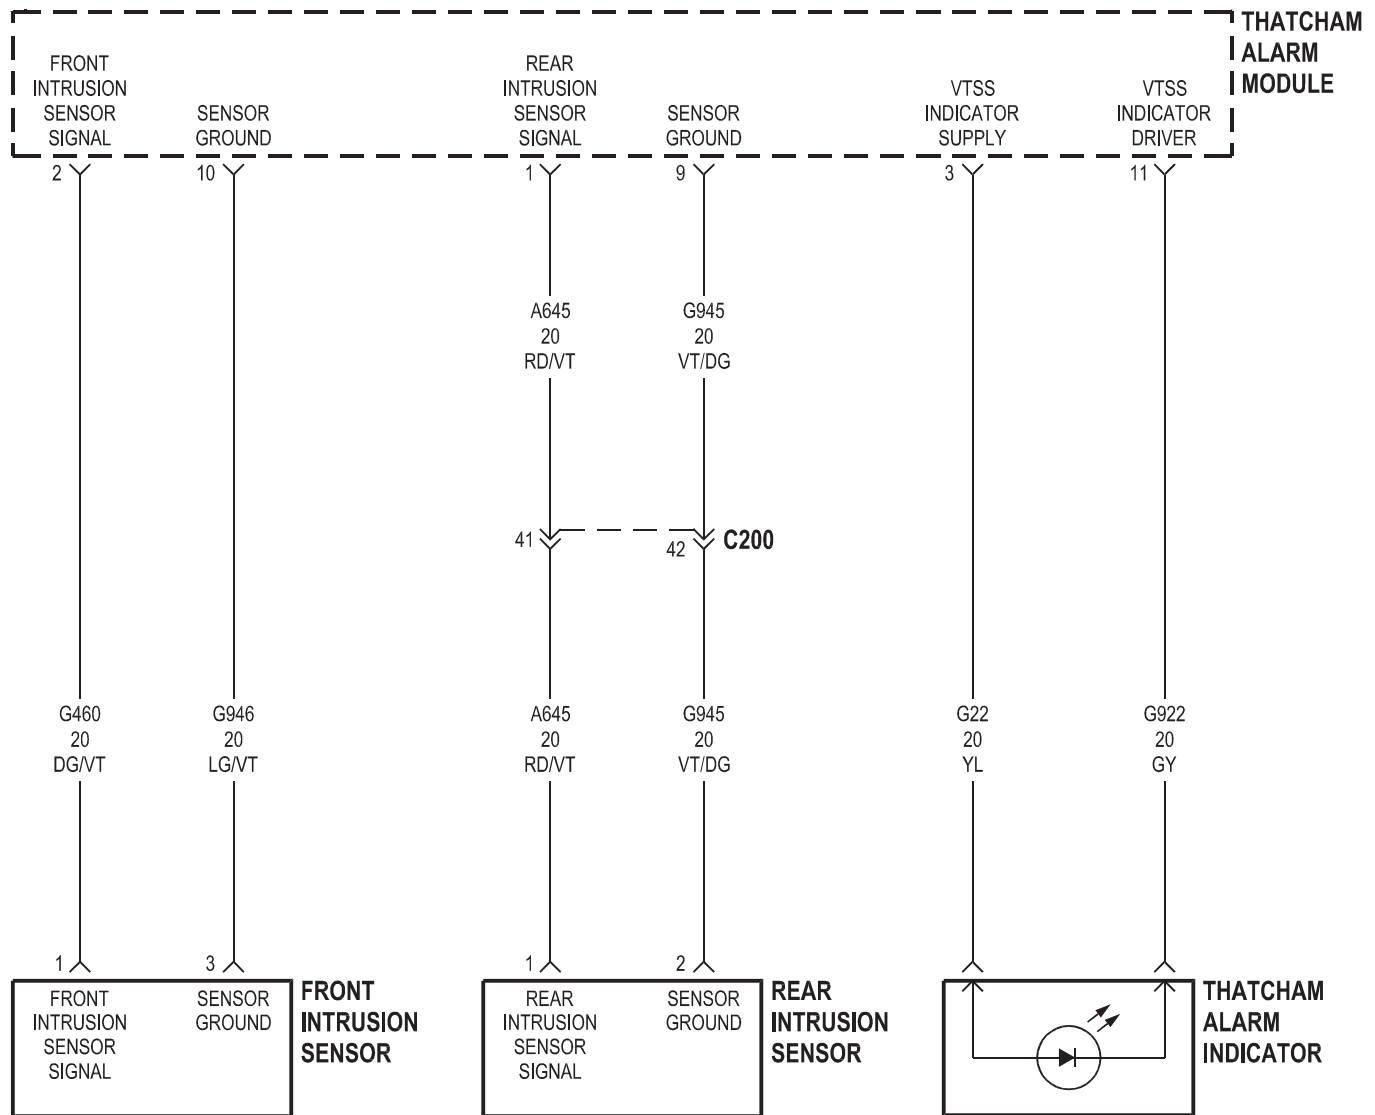 THATCHAM
ALARM
MODULE
FRONT
INTRUSION
SENSOR
SIGNAL
SENSOR
GROUND
REAR
INTRUSION
SENSOR
SIGNAL
SENSOR
GROUND
VTSS
INDICATOR
SUPPLY
VTSS
INDICATOR
DRIVER
2
10
1
9
3
11
A645
20
RD/VT
G945
20
VT/DG
41
42
C200
G460
20
DG/VT
G946
20
LG/VT
A645
20
RD/VT
G945
20
VT/DG
G22
20
YL
G922
20
GY
1
3
1
2
FRONT
INTRUSION
SENSOR
SIGNAL
SENSOR
GROUND
FRONT
INTRUSION
SENSOR
REAR
INTRUSION
SENSOR
SIGNAL
SENSOR
GROUND
REAR
INTRUSION
SENSOR
THATCHAM
ALARM
INDICATOR